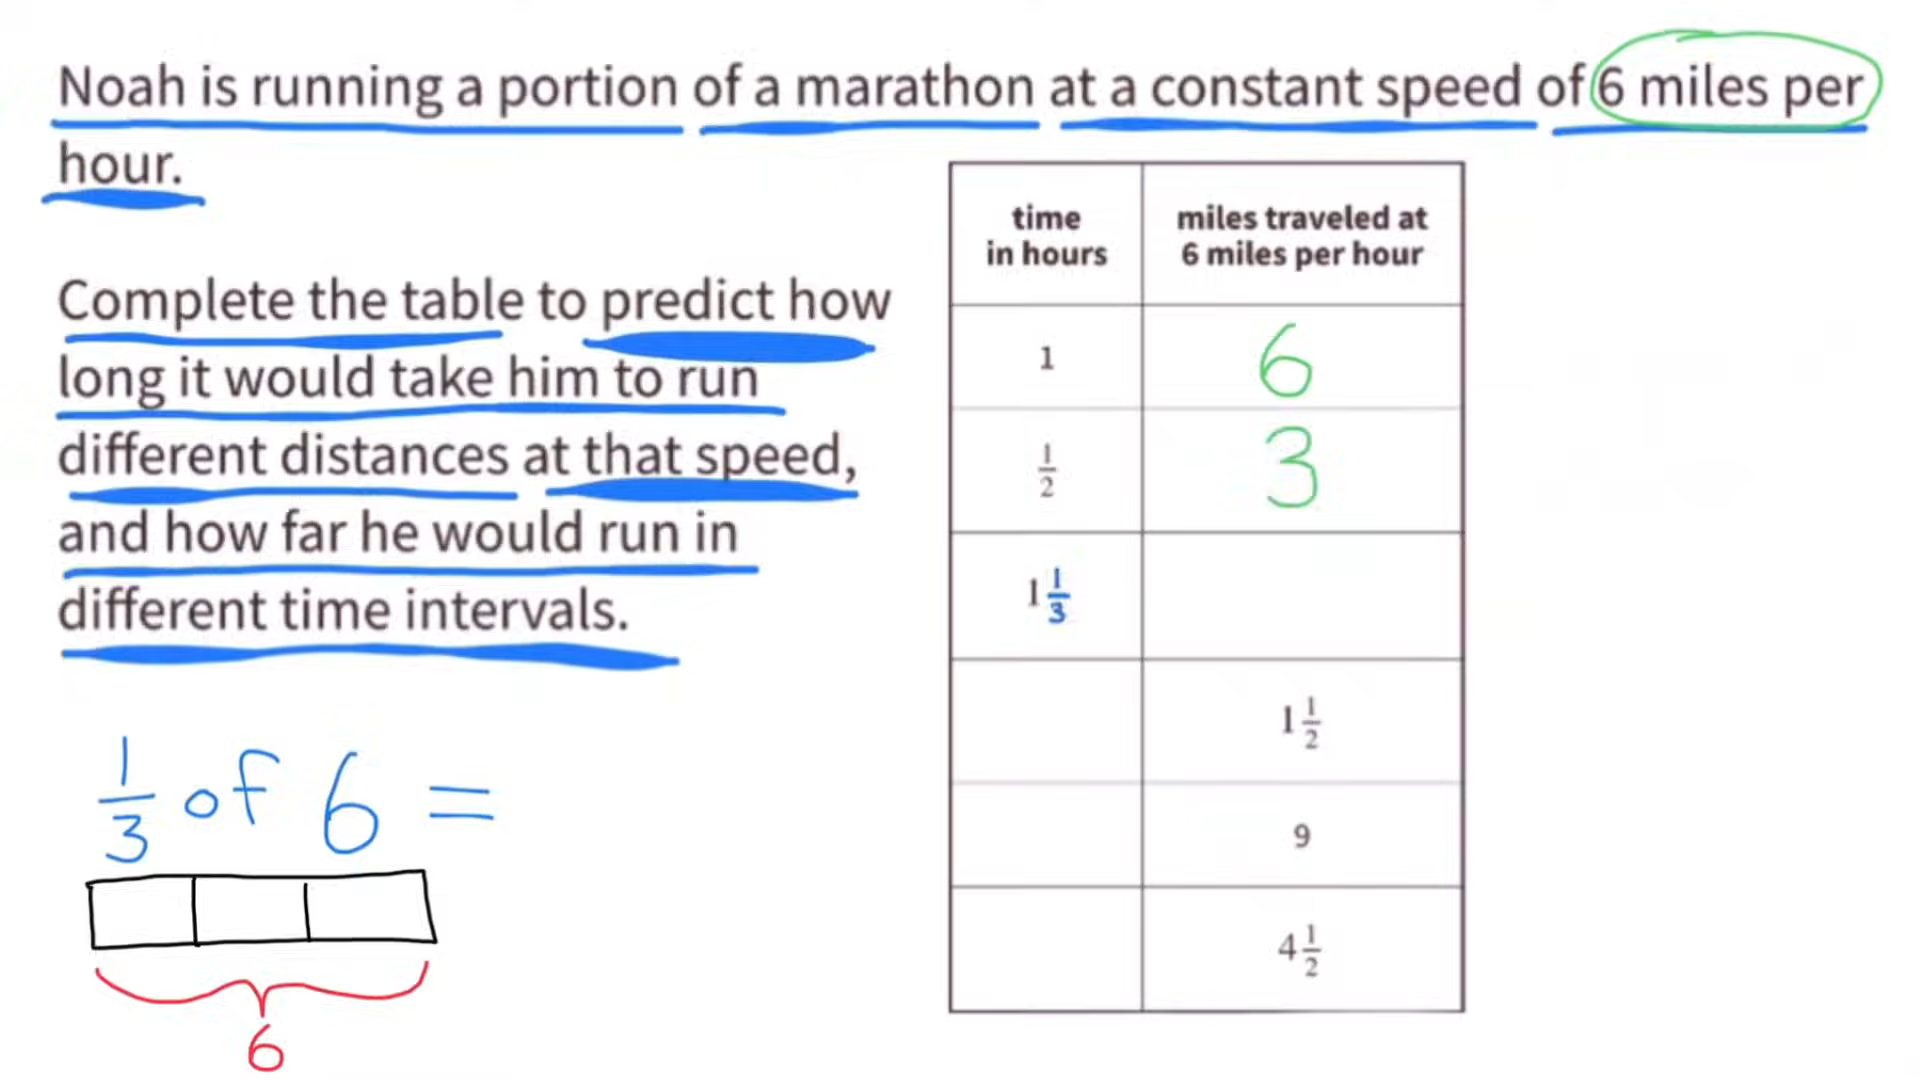 Noah is running a portion of a marathon at a constant speed of 6 miles per
hour.
Complete the table to predict how
long it would take him to run
different distances at that speed,
and how far he would run in
different time intervals.
1/3 of 6 =
6
time
in hours
miles traveled at
6 miles per hour
1
6
1/2
3
1 1/3
1 1/2
9
4 1/2